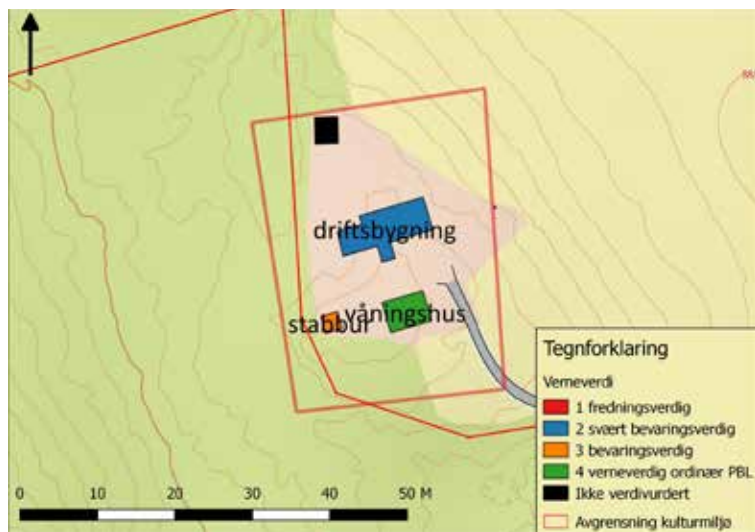 driftsbygning
stabbur
våningshus
Tegnforklaring
Verneverdi
1 fredningsverdig
2 svært bevaringsverdig
3 bevaringsverdig
4 verneverdig ordinær PBL
Ikke verdivurdert
Avgrensning kulturmiljø
0 10 20 30 40 50 M